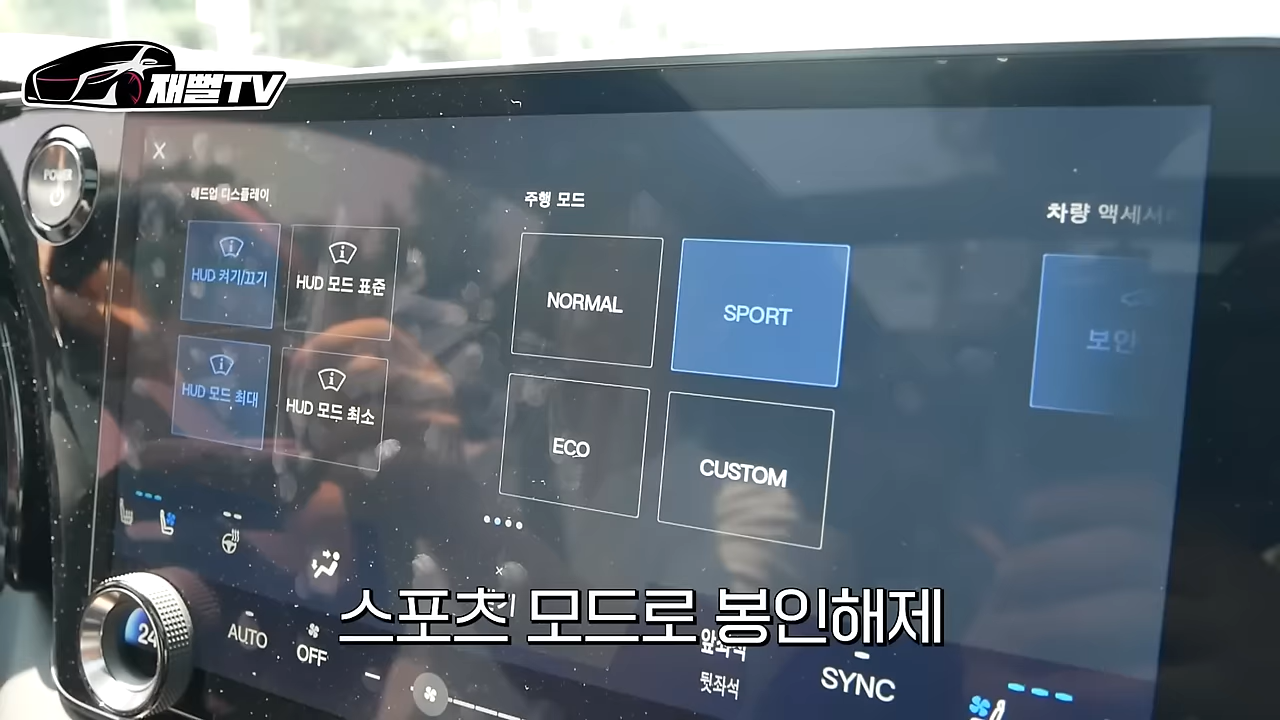 재뻘TV
POWER
X
헤드업 디스플레이
HUD 켜기/끄기
HUD 모드 표준
HUD 모드 최대
HUD 모드 최소
주행 모드
NORMAL
SPORT
ECO
CUSTOM
차량 액세서리
보안
스포츠 모드로 봉인해제
24
AUTO
OFF
앞좌석
뒷좌석
SYNC